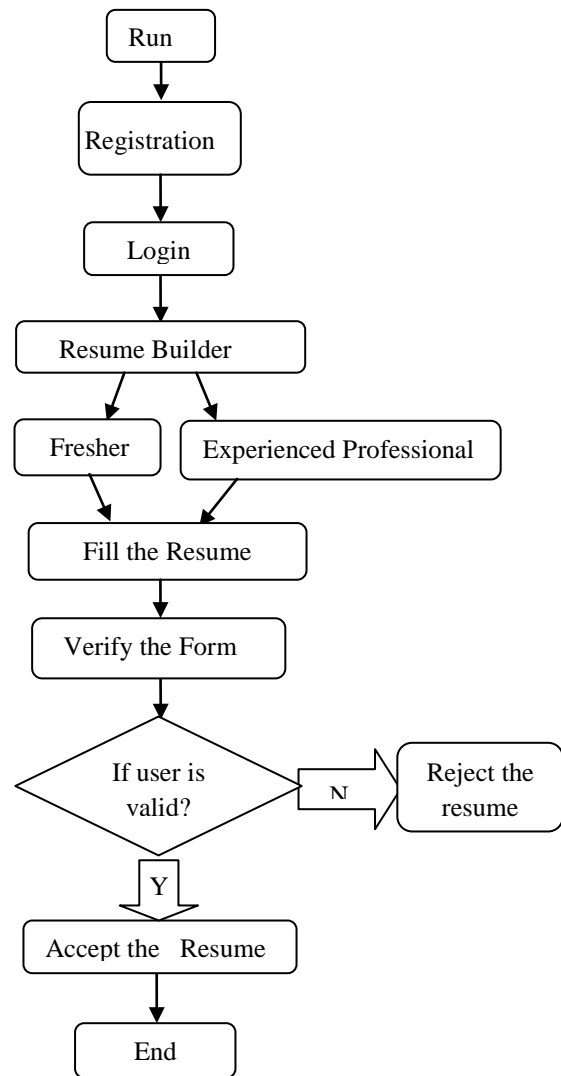 Run
Registration
Login
Resume Builder
Fresher
Experienced Professional
Fill the Resume
Verify the Form
If user is
valid?
N
Reject the
resume
Y
Accept the Resume
End